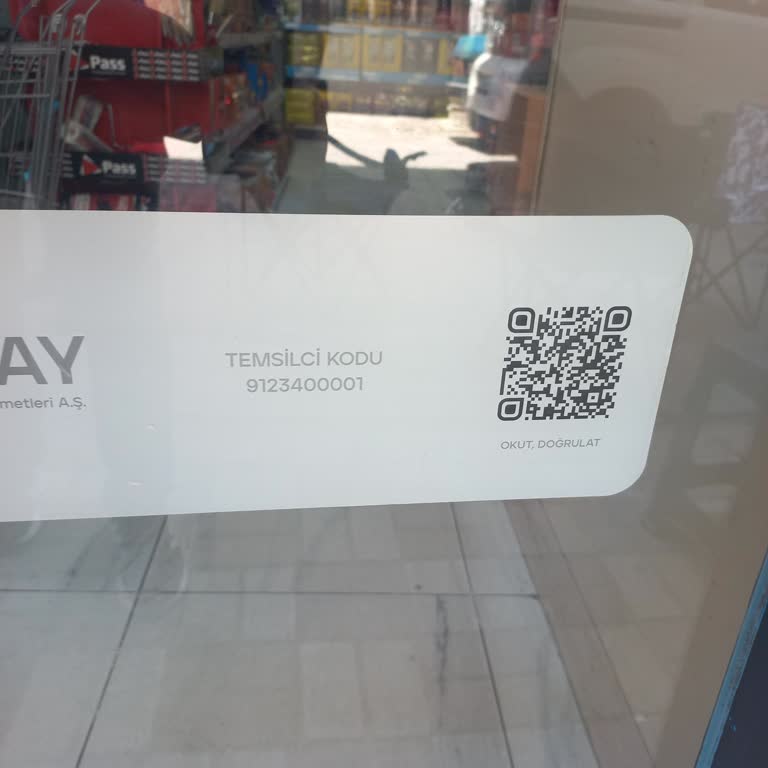 Pass
Pass
AY
metleri A.Ş.
TEMSİLCİ KODU
9123400001
OKUT, DOĞRULAT